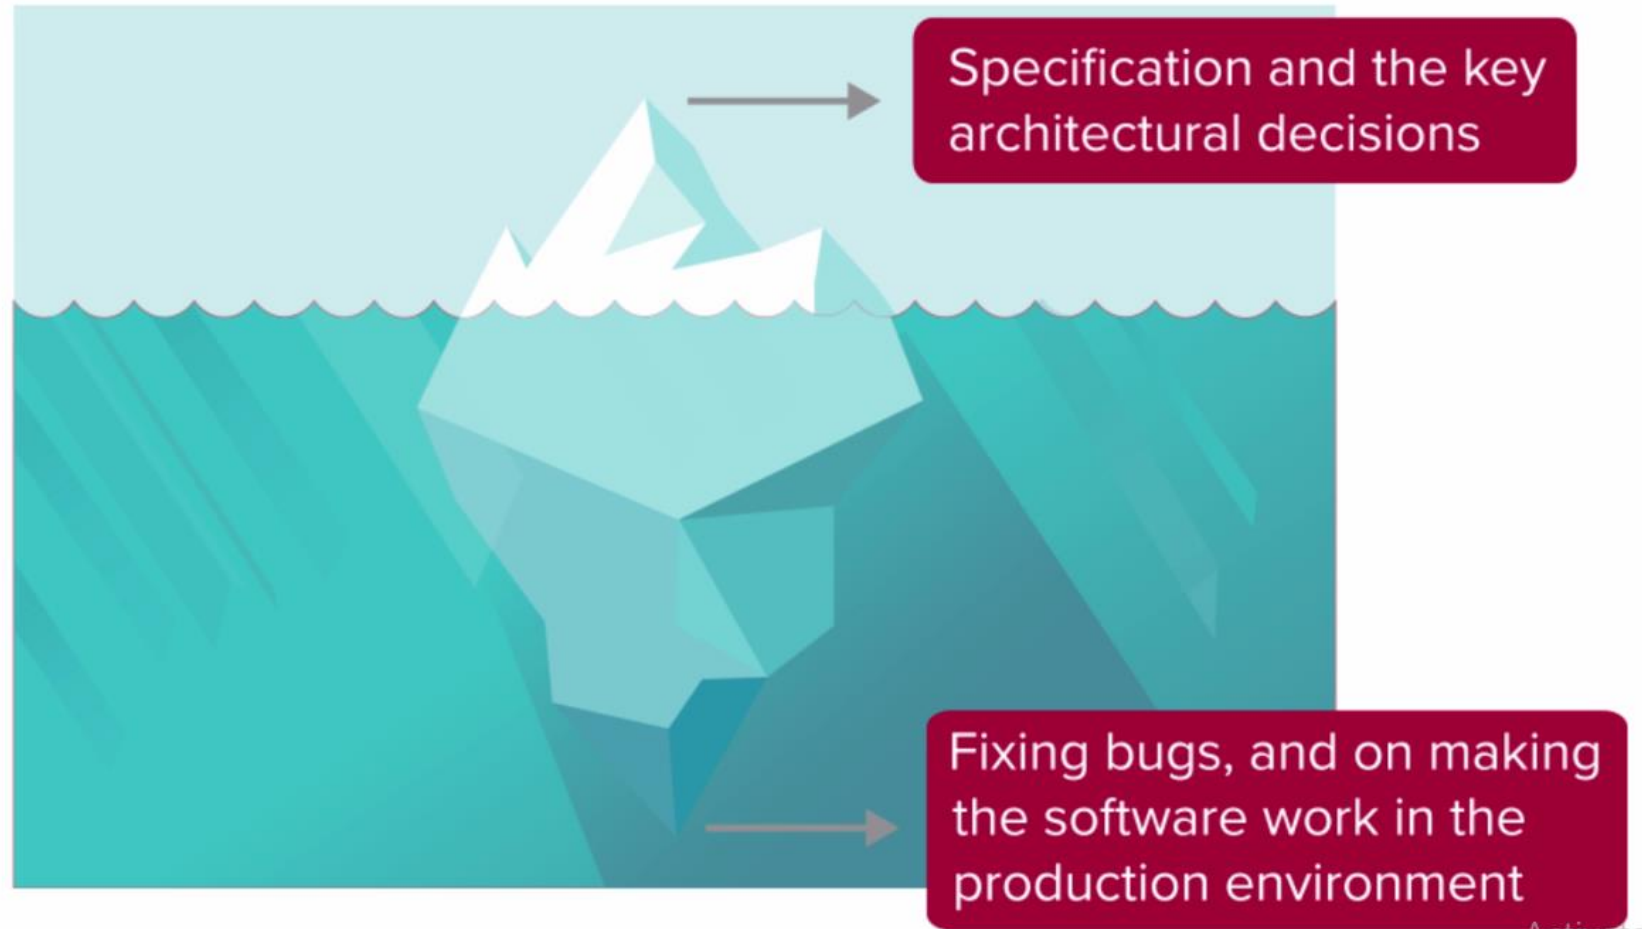 Specification and the key
architectural decisions
Fixing bugs, and on making
the software work in the
production environment